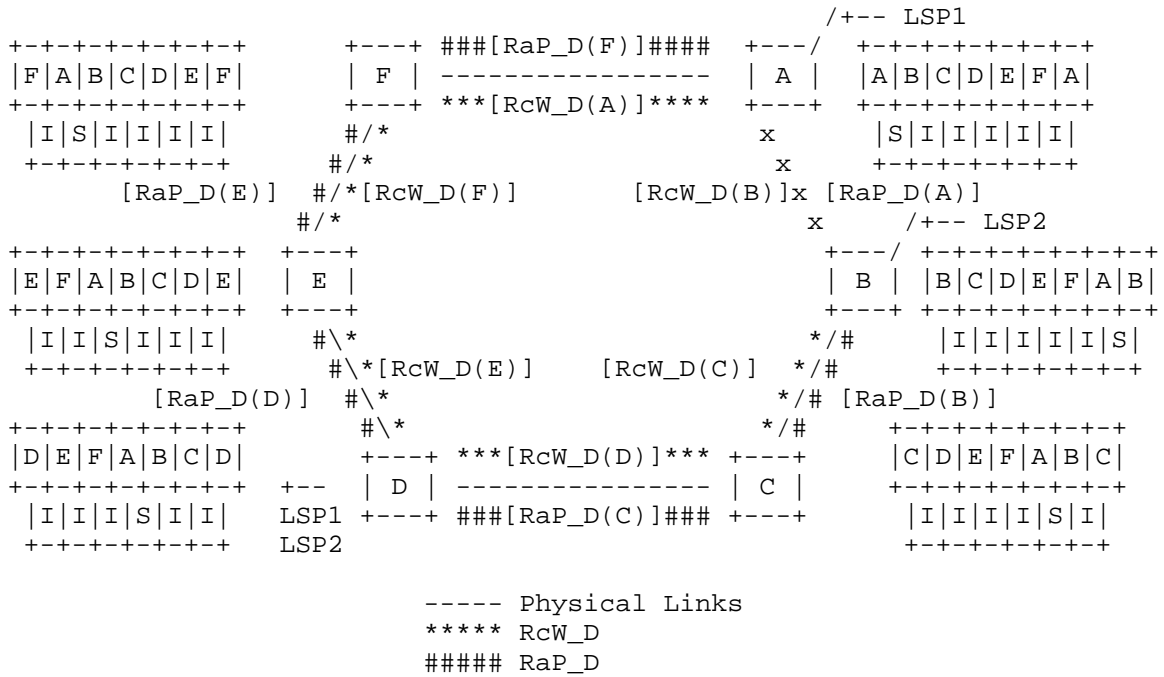 /+-- LSP1
+-+-+-+-+-+-+-+       +---+ ###[RaP_D(F)]####  +---/  +-+-+-+-+-+-+-+
|F|A|B|C|D|E|F|       | F | -----------------  | A |  |A|B|C|D|E|F|A|
+-+-+-+-+-+-+-+       +---+ ***[RcW_D(A)]****  +---+  +-+-+-+-+-+-+-+
 |I|S|I|I|I|I|        #/*                        x       |S|I|I|I|I|I|
 +-+-+-+-+-+-+       #/*                          x      +-+-+-+-+-+-+
       [RaP_D(E)]   #/*[RcW_D(F)]        [RcW_D(B)]x [RaP_D(A)]
                   #/*                              x     /+-- LSP2
+-+-+-+-+-+-+-+   +---+                              +---/ +-+-+-+-+-+-+-+
|E|F|A|B|C|D|E|   | E |                              | B | |B|C|D|E|F|A|B|
+-+-+-+-+-+-+-+   +---+                              +---+ +-+-+-+-+-+-+-+
 |I|I|S|I|I|I|      #\*                             */#     |I|I|I|I|I|S|
 +-+-+-+-+-+-+       #\*[RcW_D(E)]    [RcW_D(C)]   */#      +-+-+-+-+-+-+
         [RaP_D(D)]   #\*                         */# [RaP_D(B)]
+-+-+-+-+-+-+-+        #\*                       */#     +-+-+-+-+-+-+-+
|D|E|F|A|B|C|D|        +---+ ***[RcW_D(D)]*** +---+      |C|D|E|F|A|B|C|
+-+-+-+-+-+-+-+   +--  | D | ---------------- | C |      +-+-+-+-+-+-+-+
 |I|I|I|S|I|I|    LSP1 +---+ ###[RaP_D(C)]### +---+       |I|I|I|I|S|I|
 +-+-+-+-+-+-+    LSP2                                    +-+-+-+-+-+-+
                           ----- Physical Links
                           ***** RcW_D
                           ##### RaP_D